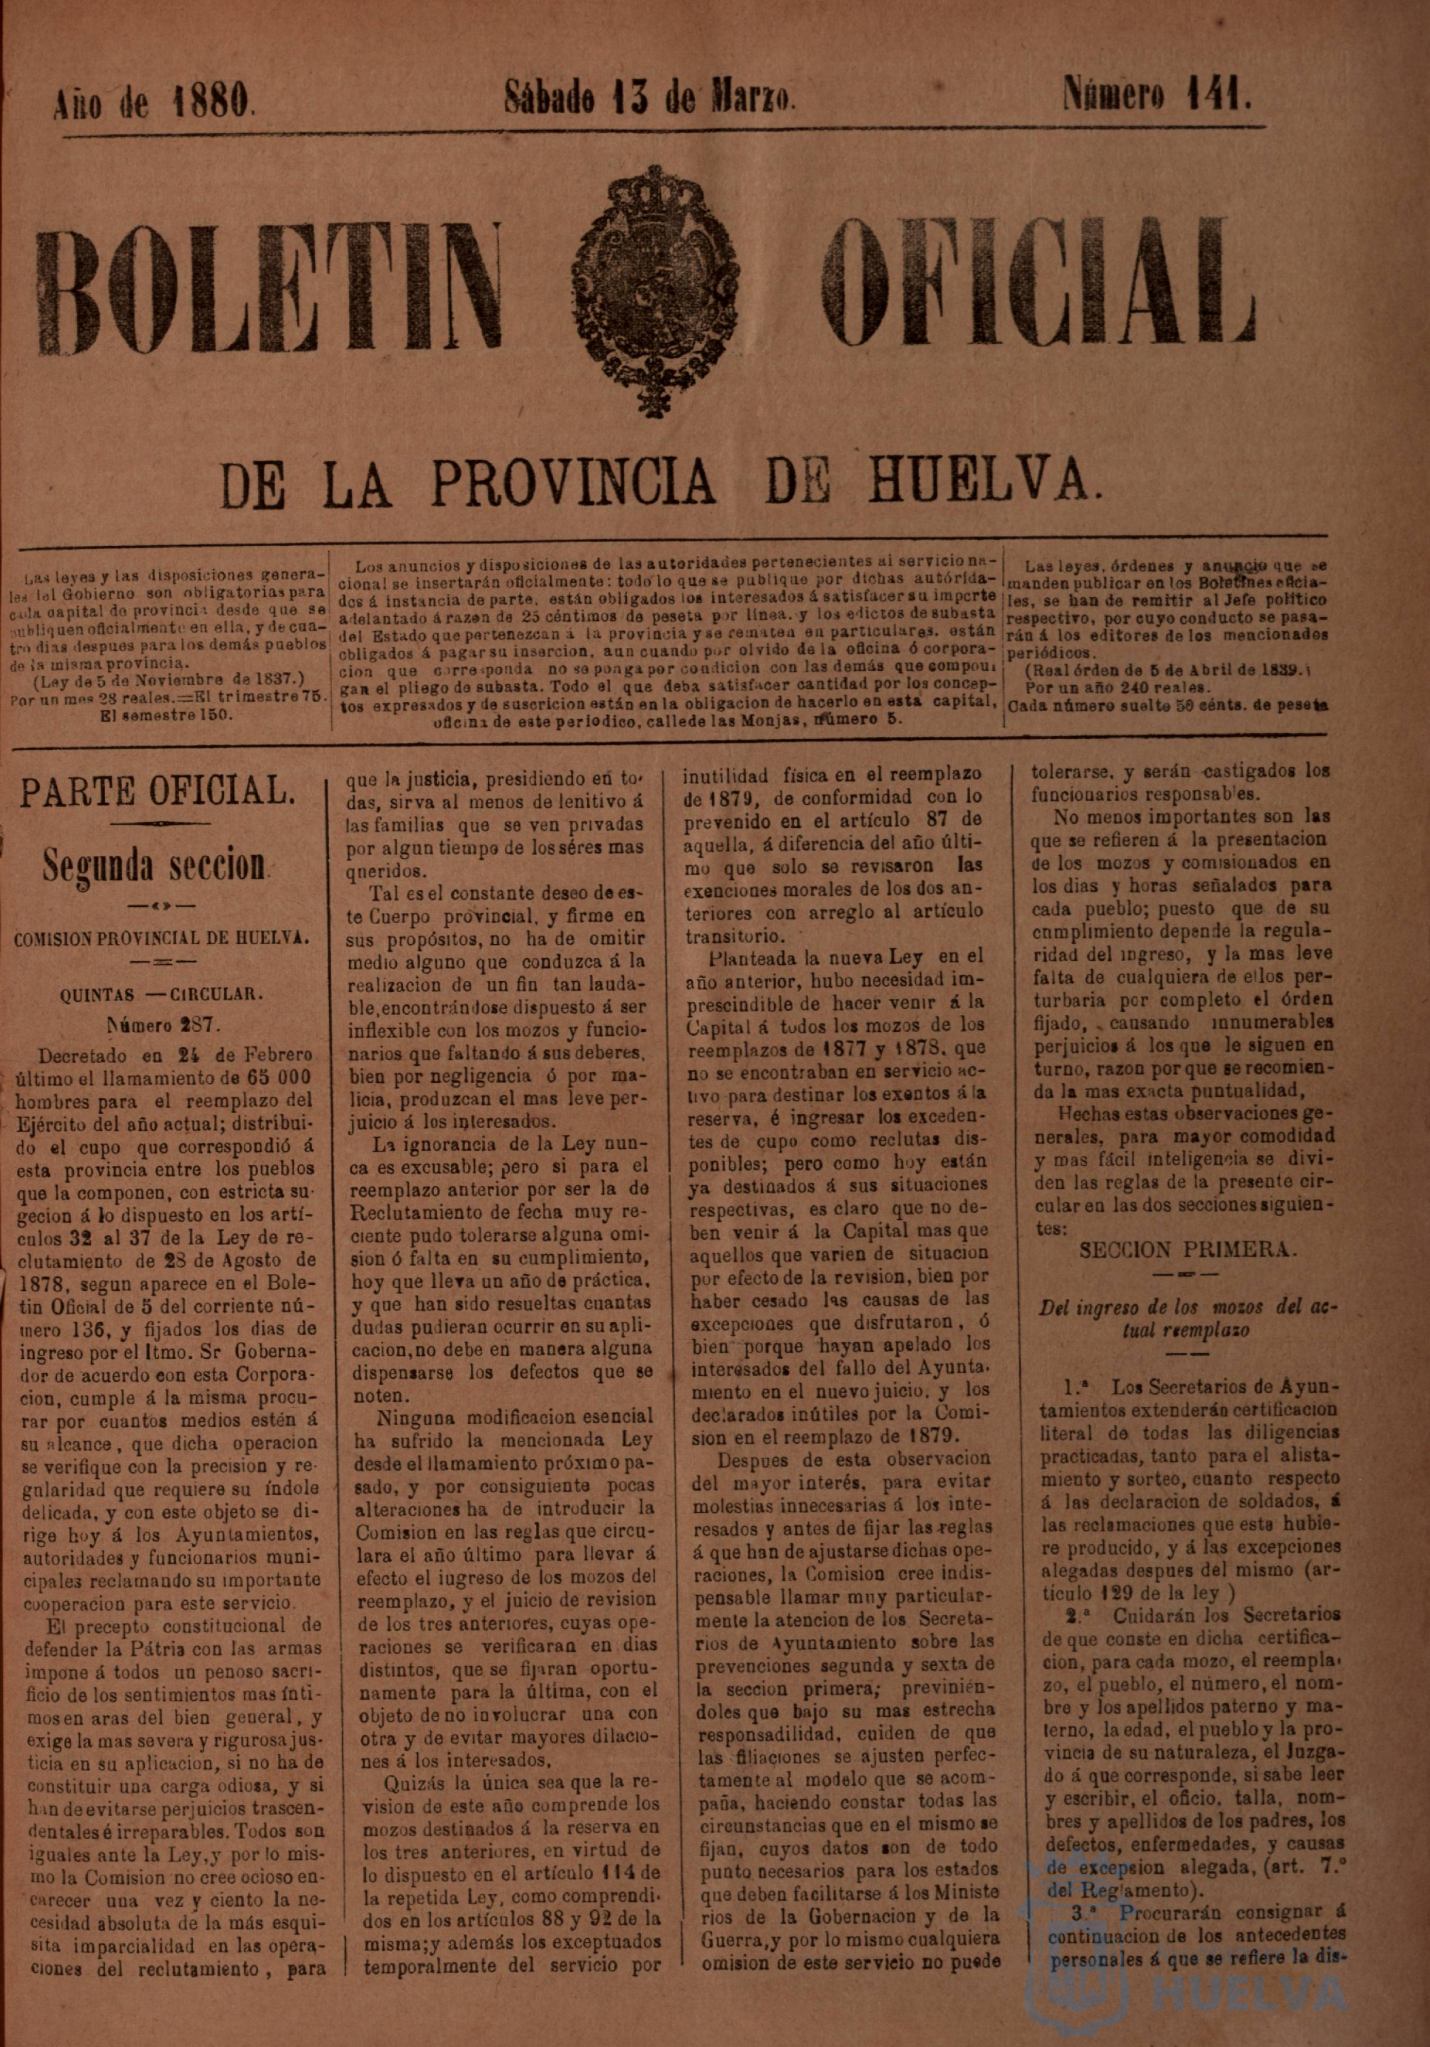 Año de 1880.
Sábado 13 de Marzo.
Número 141.
BOLETIN OFICIAL
DE LA PROVINCIA DE HUELVA.
Las leyes y las disposiciones genera-
les del Gobierno son obligatorias para
cada capital de provincia desde que se
publiquen oficialmente en ella, y de cua-
tro dias despues para los demás pueblos
de la misma provincia.
(Ley de 5 de Noviembre de 1837.)
Por un mes 28 reales.=El trimestre 75.
El semestre 150.
Los anuncios y disposiciones de las autoridades pertenecientes al servicio na-
cional se insertarán oficialmente: todo lo que se publique por dichas autorida-
des á instancia de parte, están obligados los interesados á satisfacer su importe
adelantado á razon de 25 céntimos de peseta por línea. y los edictos de subasta
del Estado que pertenezcan á la provincia y se rematen en particulares. están
obligados á pagar su insercion, aun cuando por olvido de la oficina ó corpora-
cion que corresponda no se ponga por condicion con las demás que compon-
gan el pliego de subasta. Todo el que deba satisfacer cantidad por los concep-
tos expresados y de suscricion están en la obligacion de hacerlo en esta capital,
oficina de este periodico, calle de las Monjas, número 5.
Las leyes, órdenes y anuncio que se
manden publicar en los Boletines oficia-
les, se han de remitir al Jefe político
respectivo, por cuyo conducto se pasa-
rán á los editores de los mencionados
periódicos.
(Real órden de 5 de Abril de 1839.)
Por un año 240 reales.
Cada número suelto 50 cénts. de peseta
PARTE OFICIAL.
Segunda seccion.
COMISION PROVINCIAL DE HUELVA.
QUINTAS —CIRCULAR.
Número 287.
Decretado en 24 de Febrero
último el llamamiento de 65 000
hombres para el reemplazo del
Ejército del año actual; distribui-
do el cupo que correspondió á
esta provincia entre los pueblos
que la componen, con estricta su-
gecion á lo dispuesto en los artí-
culos 32 al 37 de la Ley de re-
clutamiento de 28 de Agosto de
1878, segun aparece en el Bole-
tin Oficial de 5 del corriente nú-
mero 136, y fijados los dias de
ingreso por el Itmo. Sr Goberna-
dor de acuerdo con esta Corpora-
cion, cumple á la misma procu-
rar por cuantos medios estén á
su alcance, que dicha operacion
se verifique con la precision y re-
gularidad que requiere su índole
delicada, y con este objeto se di-
rige hoy á los Ayuntamientos,
autoridades y funcionarios muni-
cipales reclamando su importante
cooperacion para este servicio.
El precepto constitucional de
defender la Pátria con las armas
impone á todos un penoso sacri-
ficio de los sentimientos mas ínti-
mos en aras del bien general, y
exige la mas severa y rigurosa jus-
ticia en su aplicacion, si no ha de
constituir una carga odiosa, y si
han de evitarse perjuicios trascen-
dentales é irreparables. Todos son
iguales ante la Ley, y por lo mis-
mo la Comision no cree ocioso en-
carecer una vez y ciento la ne-
cesidad absoluta de la más esqui-
sita imparcialidad en las opera-
ciones del reclutamiento, para
que la justicia, presidiendo en to-
das, sirva al menos de lenitivo á
las familias que se ven privadas
por algun tiempo de los séres mas
qneridos.
Tal es el constante deseo de es-
te Cuerpo provincial, y firme en
sus propósitos, no ha de omitir
medio alguno que conduzca á la
realizacion de un fin tan lauda-
ble, encontrándose dispuesto á ser
inflexible con los mozos y funcio-
narios que faltando á sus deberes,
bien por negligencia ó por ma-
licia, produzcan el mas leve per-
juicio á los interesados.
La ignorancia de la Ley nun-
ca es excusable; pero si para el
reemplazo anterior por ser la de
Reclutamiento de fecha muy re-
ciente pudo tolerarse alguna omi-
sion ó falta en su cumplimiento,
hoy que lleva un año de práctica,
y que han sido resueltas cuantas
dudas pudieran ocurrir en su apli-
cacion, no debe en manera alguna
dispensarse los defectos que se
noten.
Ninguna modificacion esencial
ha sufrido la mencionada Ley
desde el llamamiento próximo pa-
sado, y por consiguiente pocas
alteraciones ha de introducir la
Comision en las reglas que circu-
lara el año último para llevar á
efecto el iugreso de los mozos del
reemplazo, y el juicio de revision
de los tres anteriores, cuyas ope-
raciones se verificaran en dias
distintos, que se fijaran oportu-
namente para la última, con el
objeto de no involucrar una con
otra y de evitar mayores dilacio-
nes á los interesados,
Quizás la única sea que la re-
vision de este año comprende los
mozos destinados á la reserva en
los tres anteriores, en virtud de
lo dispuesto en el artículo 114 de
la repetida Ley, como comprendi-
dos en los artículos 88 y 92 de la
misma; y además los exceptuados
temporalmente del servicio por
inutilidad física en el reemplazo
de 1879, de conformidad con lo
prevenido en el artículo 87 de
aquella, á diferencia del año últi-
mo que solo se revisaron las
exenciones morales de los dos an-
teriores con arreglo al artículo
transitorio.
Planteada la nueva Ley en el
año anterior, hubo necesidad im-
prescindible de hacer venir á la
Capital á todos los mozos de los
reemplazos de 1877 y 1878, que
no se encontraban en servicio ac-
tivo para destinar los exentos á la
reserva, é ingresar los exceden-
tes de cupo como reclutas dis-
ponibles; pero como hoy están
ya destinados á sus situaciones
respectivas, es claro que no de-
ben venir á la Capital mas que
aquellos que varien de situacion
por efecto de la revision, bien por
haber cesado las causas de las
excepciones que disfrutaron, ó
bien porque hayan apelado los
interesados del fallo del Ayunta-
miento en el nuevo juicio, y los
declarados inútiles por la Comi-
sion en el reemplazo de 1879.
Despues de esta observacion
del mayor interés, para evitar
molestias innecesarias á los inte-
resados y antes de fijar las reglas
á que han de ajustarse dichas ope-
raciones, la Comision cree indis-
pensable llamar muy particular-
mente la atencion de los Secreta-
rios de Ayuntamiento sobre las
prevenciones segunda y sexta de
la seccion primera; previnién-
doles que bajo su mas estrecha
responsadilidad, cuiden de que
las filiaciones se ajusten perfec-
tamente al modelo que se acom-
paña, haciendo constar todas las
circunstancias que en el mismo se
fijan, cuyos datos son de todo
punto necesarios para los estados
que deben facilitarse á los Ministe
rios de la Gobernacion y de la
Guerra, y por lo mismo cualquiera
omision de este servicio no puede
tolerarse, y serán castigados los
funcionarios responsables.
No menos importantes son las
que se refieren á la presentacion
de los mozos y comisionados en
los dias y horas señalados para
cada pueblo; puesto que de su
cnmplimiento depende la regula-
ridad del ingreso, y la mas leve
falta de cualquiera de ellos per-
turbaria por completo el órden
fijado, causando innumerables
perjuicios á los que le siguen en
turno, razon por que se recomien-
da la mas exacta puntualidad,
Hechas estas observaciones ge-
nerales, para mayor comodidad
y mas fácil inteligencia se divi-
den las reglas de la presente cir-
cular en las dos secciones siguien-
tes:
SECCION PRIMERA.
Del ingreso de los mozos del ac-
tual reemplazo
1.ª Los Secretarios de Ayun-
tamientos extenderán certificacion
literal de todas las diligencias
practicadas, tanto para el alista-
miento y sorteo, cuanto respecto
á las declaracion de soldados, á
las reclamaciones que esta hubie-
re producido, y á las excepciones
alegadas despues del mismo (ar-
tículo 129 de la ley )
2.ª Cuidarán los Secretarios
de que conste en dicha certifica-
cion, para cada mozo, el reempla-
zo, el pueblo, el número, el nom-
bre y los apellidos paterno y ma-
terno, la edad, el pueblo y la pro-
vincia de su naturaleza, el Juzga-
do á que corresponde, si sabe leer
y escribir, el oficio, talla, nom-
bres y apellidos de los padres, los
defectos, enfermedades, y causas
de excepsion alegada, (art. 7.º
del Reglamento).
3.ª Procurarán consignar á
continuacion de los antecedentes
personales á que se refiere la dis-
HUELVA